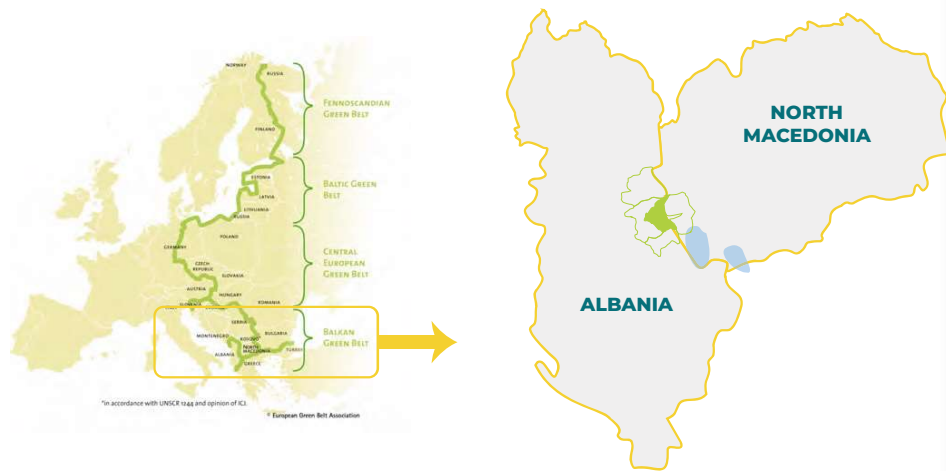 NORWAY
RUSSIA
FENNOSCANDIAN
GREEN BELT
FINLAND
ESTONIA
BALTIC GREEN
BELT
LATVIA
LITHUANIA
RUSSIA
POLAND
GERMANY
CZECH
REPUBLIC
SLOVAKIA
CENTRAL
EUROPEAN
GREEN BELT
AUSTRIA
HUNGARY
SLOVENIA
ROMANIA
SERBIA
BULGARIA
MONTENEGRO
KOSOVO
NORTH
MACEDONIA
TURKEY
ALBANIA
GREECE
BALKAN
GREEN BELT
*in accordance with UNSCR 1244 and opinion of ICJ.
© European Green Belt Association
NORTH
MACEDONIA
ALBANIA